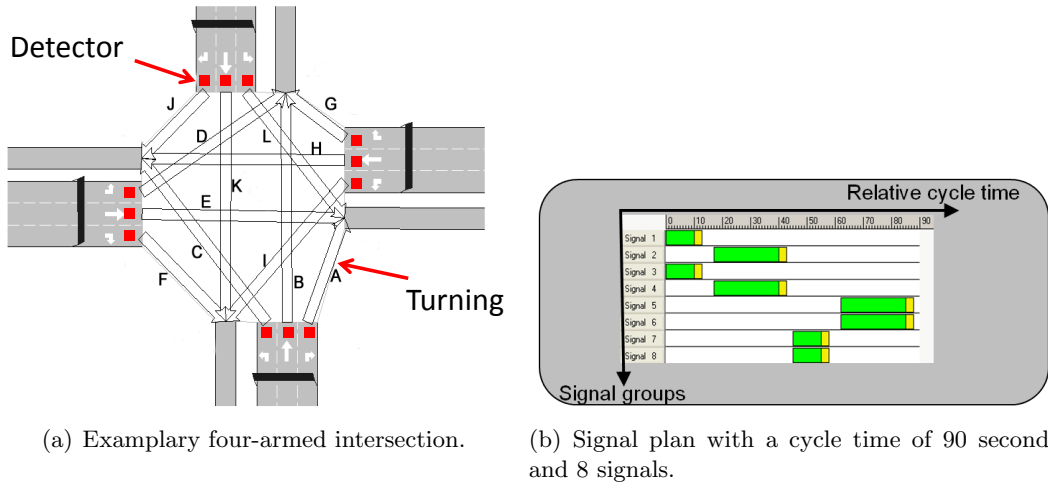 Detector
J
G
D
L
H
K
E
C
I
F
B
A
Turning
(a) Examplary four-armed intersection.
Relative cycle time
0 10 20 30 40 50 60 70 80 90
Signal 1
Signal 2
Signal 3
Signal 4
Signal 5
Signal 6
Signal 7
Signal 8
Signal groups
(b) Signal plan with a cycle time of 90 second
and 8 signals.